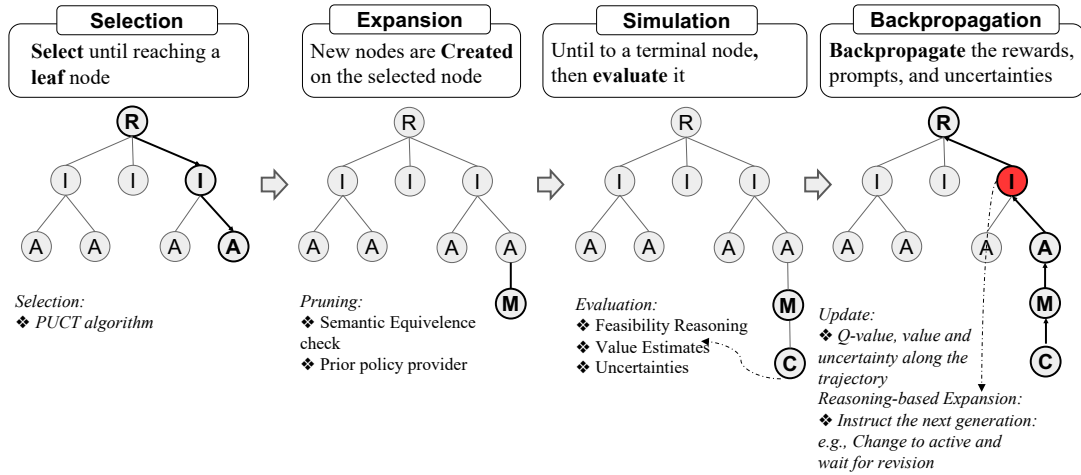 Selection
Select until reaching a
leaf node
R
I I I
A A A A
Selection:
❖ PUCT algorithm
Expansion
New nodes are Created
on the selected node
R
I I I
A A A A
M
Pruning:
❖ Semantic Equivelence
check
❖ Prior policy provider
Simulation
Until to a terminal node,
then evaluate it
R
I I I
A A A A
M
C
Evaluation:
❖ Feasibility Reasoning
❖ Value Estimates
❖ Uncertainties
Backpropagation
Backpropagate the rewards,
prompts, and uncertainties
R
I I I
A A A A
M
C
Update:
❖ Q-value, value and
uncertainty along the
trajectory
Reasoning-based Expansion:
❖ Instruct the next generation:
e.g., Change to active and
wait for revision